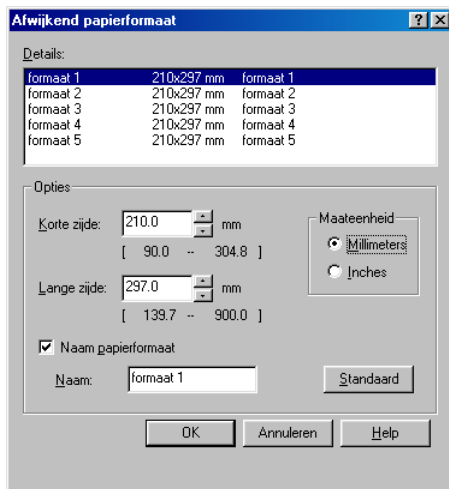 Afwijkend papierformaat
Details:
formaat 1 210x297 mm formaat 1
formaat 2 210x297 mm formaat 2
formaat 3 210x297 mm formaat 3
formaat 4 210x297 mm formaat 4
formaat 5 210x297 mm formaat 5
Opties
Korte zijde: 210.0 mm
[ 90.0 -- 304.8 ]
Lange zijde: 297.0 mm
[ 139.7 -- 900.0 ]
Maateenheid
Millimeters
Inches
Naam papierformaat
Naam: formaat 1
Standaard
OK Annuleren Help